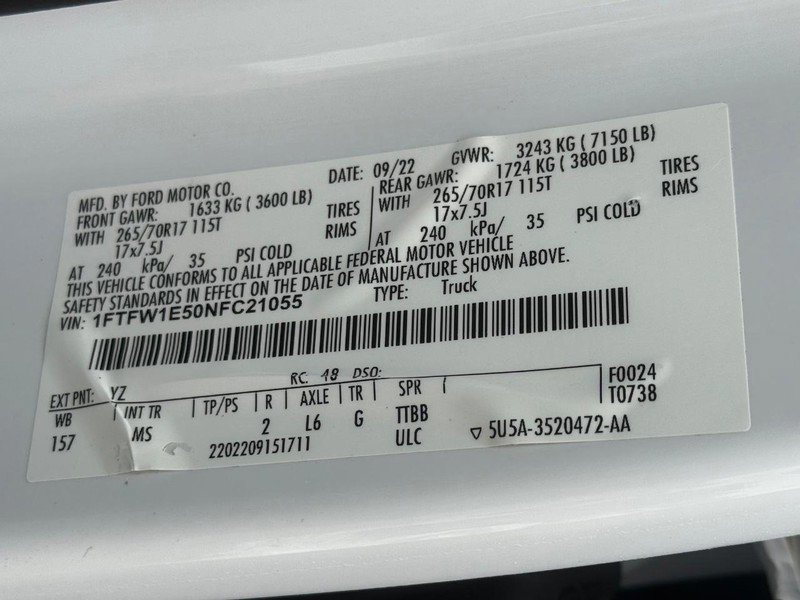 MFD. BY FORD MOTOR CO.
DATE: 09/22 GVWR: 3243 KG ( 7150 LB)
FRONT GAWR: 1633 KG ( 3600 LB)
WITH 265/70R17 115T TIRES
17x7.5J RIMS
AT 240 kPa/ 35 PSI COLD
REAR GAWR: 1724 KG ( 3800 LB)
WITH 265/70R17 115T TIRES
17x7.5J RIMS
AT 240 kPa/ 35 PSI COLD
THIS VEHICLE CONFORMS TO ALL APPLICABLE FEDERAL MOTOR VEHICLE
SAFETY STANDARDS IN EFFECT ON THE DATE OF MANUFACTURE SHOWN ABOVE.
VIN: 1FTFW1E50NFC21055 TYPE: Truck
EXT PNT: YZ RC: 48 DSO:
F0024
T0738
WB INT TR TP/PS R AXLE TR SPR
157 MS 2 L6 G TTBB
2202209151711 ULC 5U5A-3520472-AA